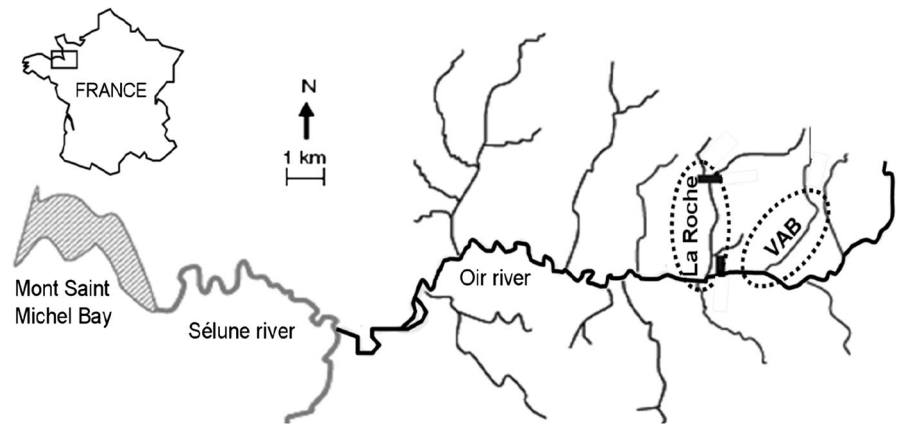 FRANCE
N
1 km
La Roche
VAB
Oir river
Mont Saint
Michel Bay
Sélune river